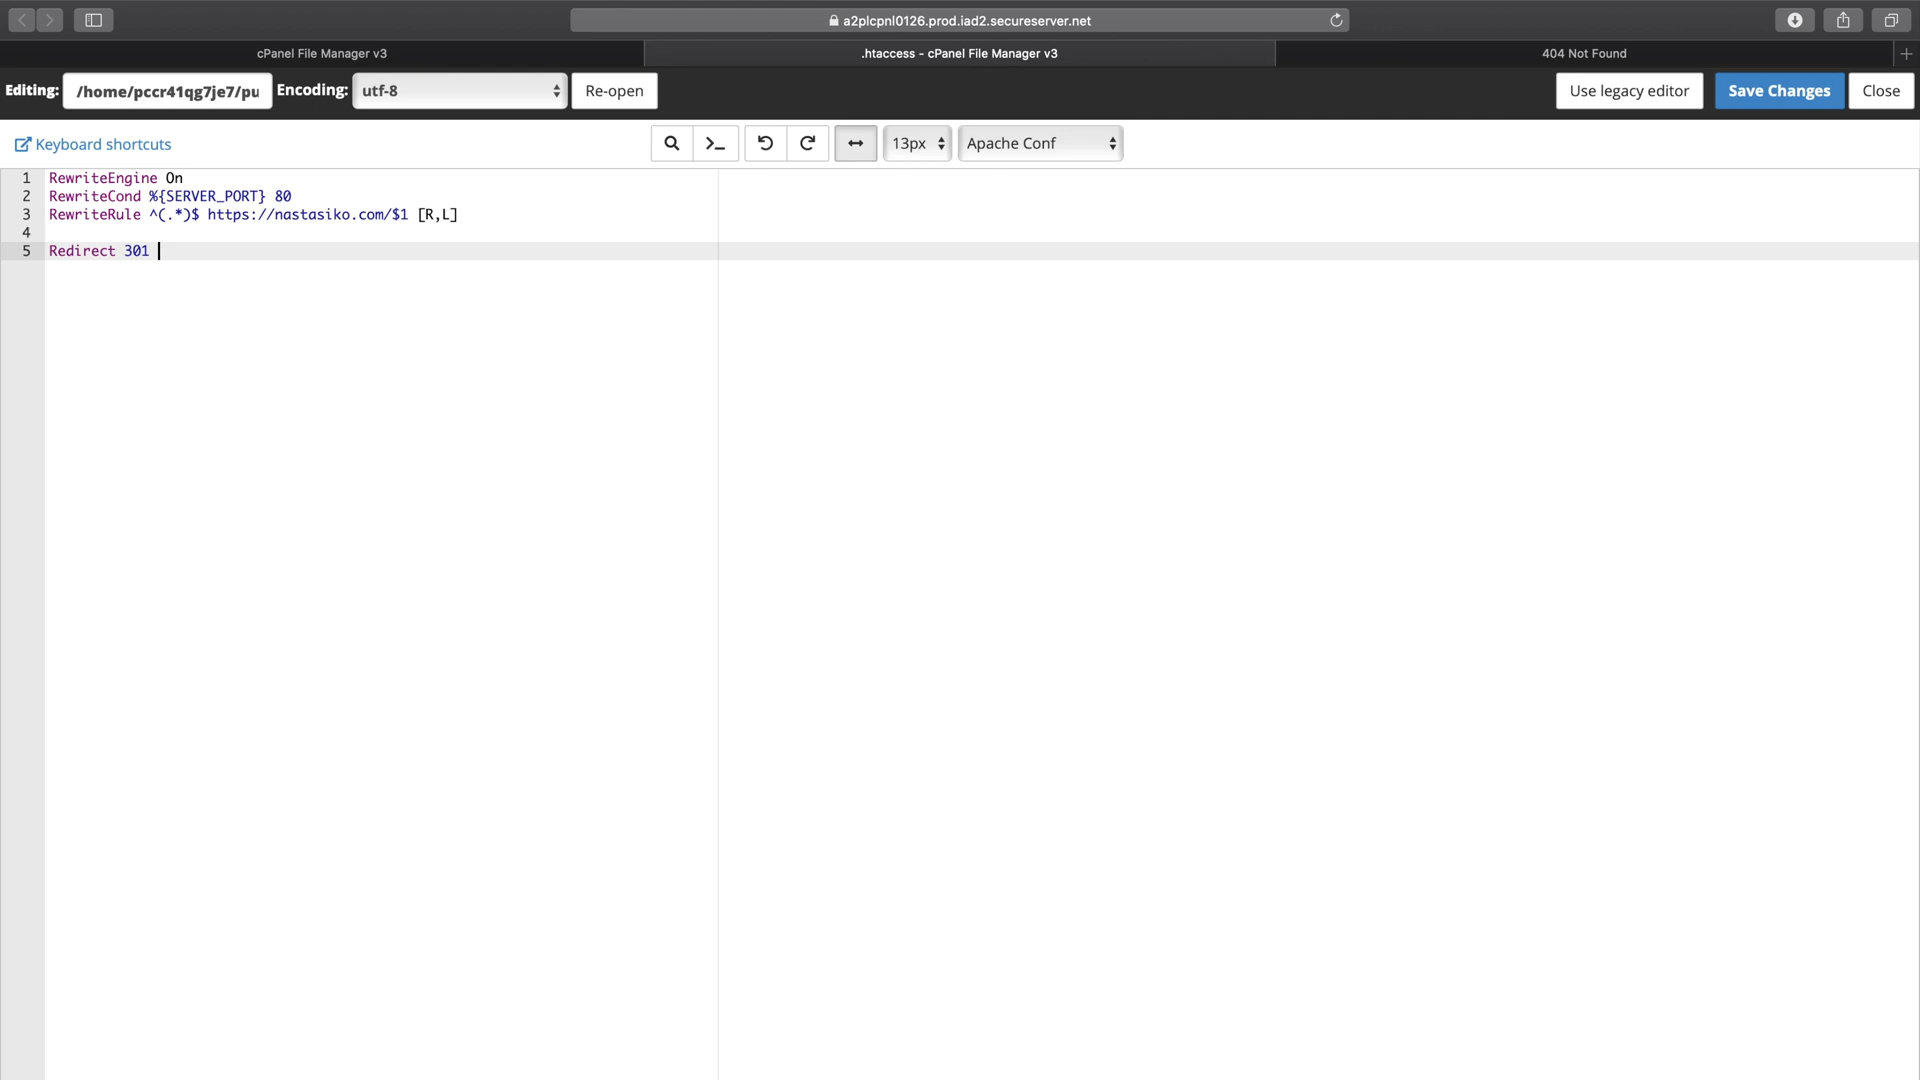 a2plcpnl0126.prod.iad2.secureserver.net
cPanel File Manager v3
.htaccess - cPanel File Manager v3
404 Not Found
Editing: /home/pccr41qg7je7/pu Encoding: utf-8 Re-open Use legacy editor Save Changes Close
Keyboard shortcuts 13px Apache Conf
1 RewriteEngine On
2 RewriteCond %{SERVER_PORT} 80
3 RewriteRule ^(.*)$ https://nastasiko.com/$1 [R,L]
4
5 Redirect 301